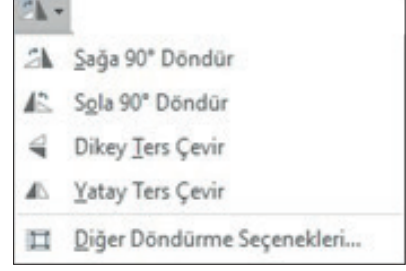 Sağa 90° Döndür
Sola 90° Döndür
Dikey Ters Çevir
Yatay Ters Çevir
Diğer Döndürme Seçenekleri...